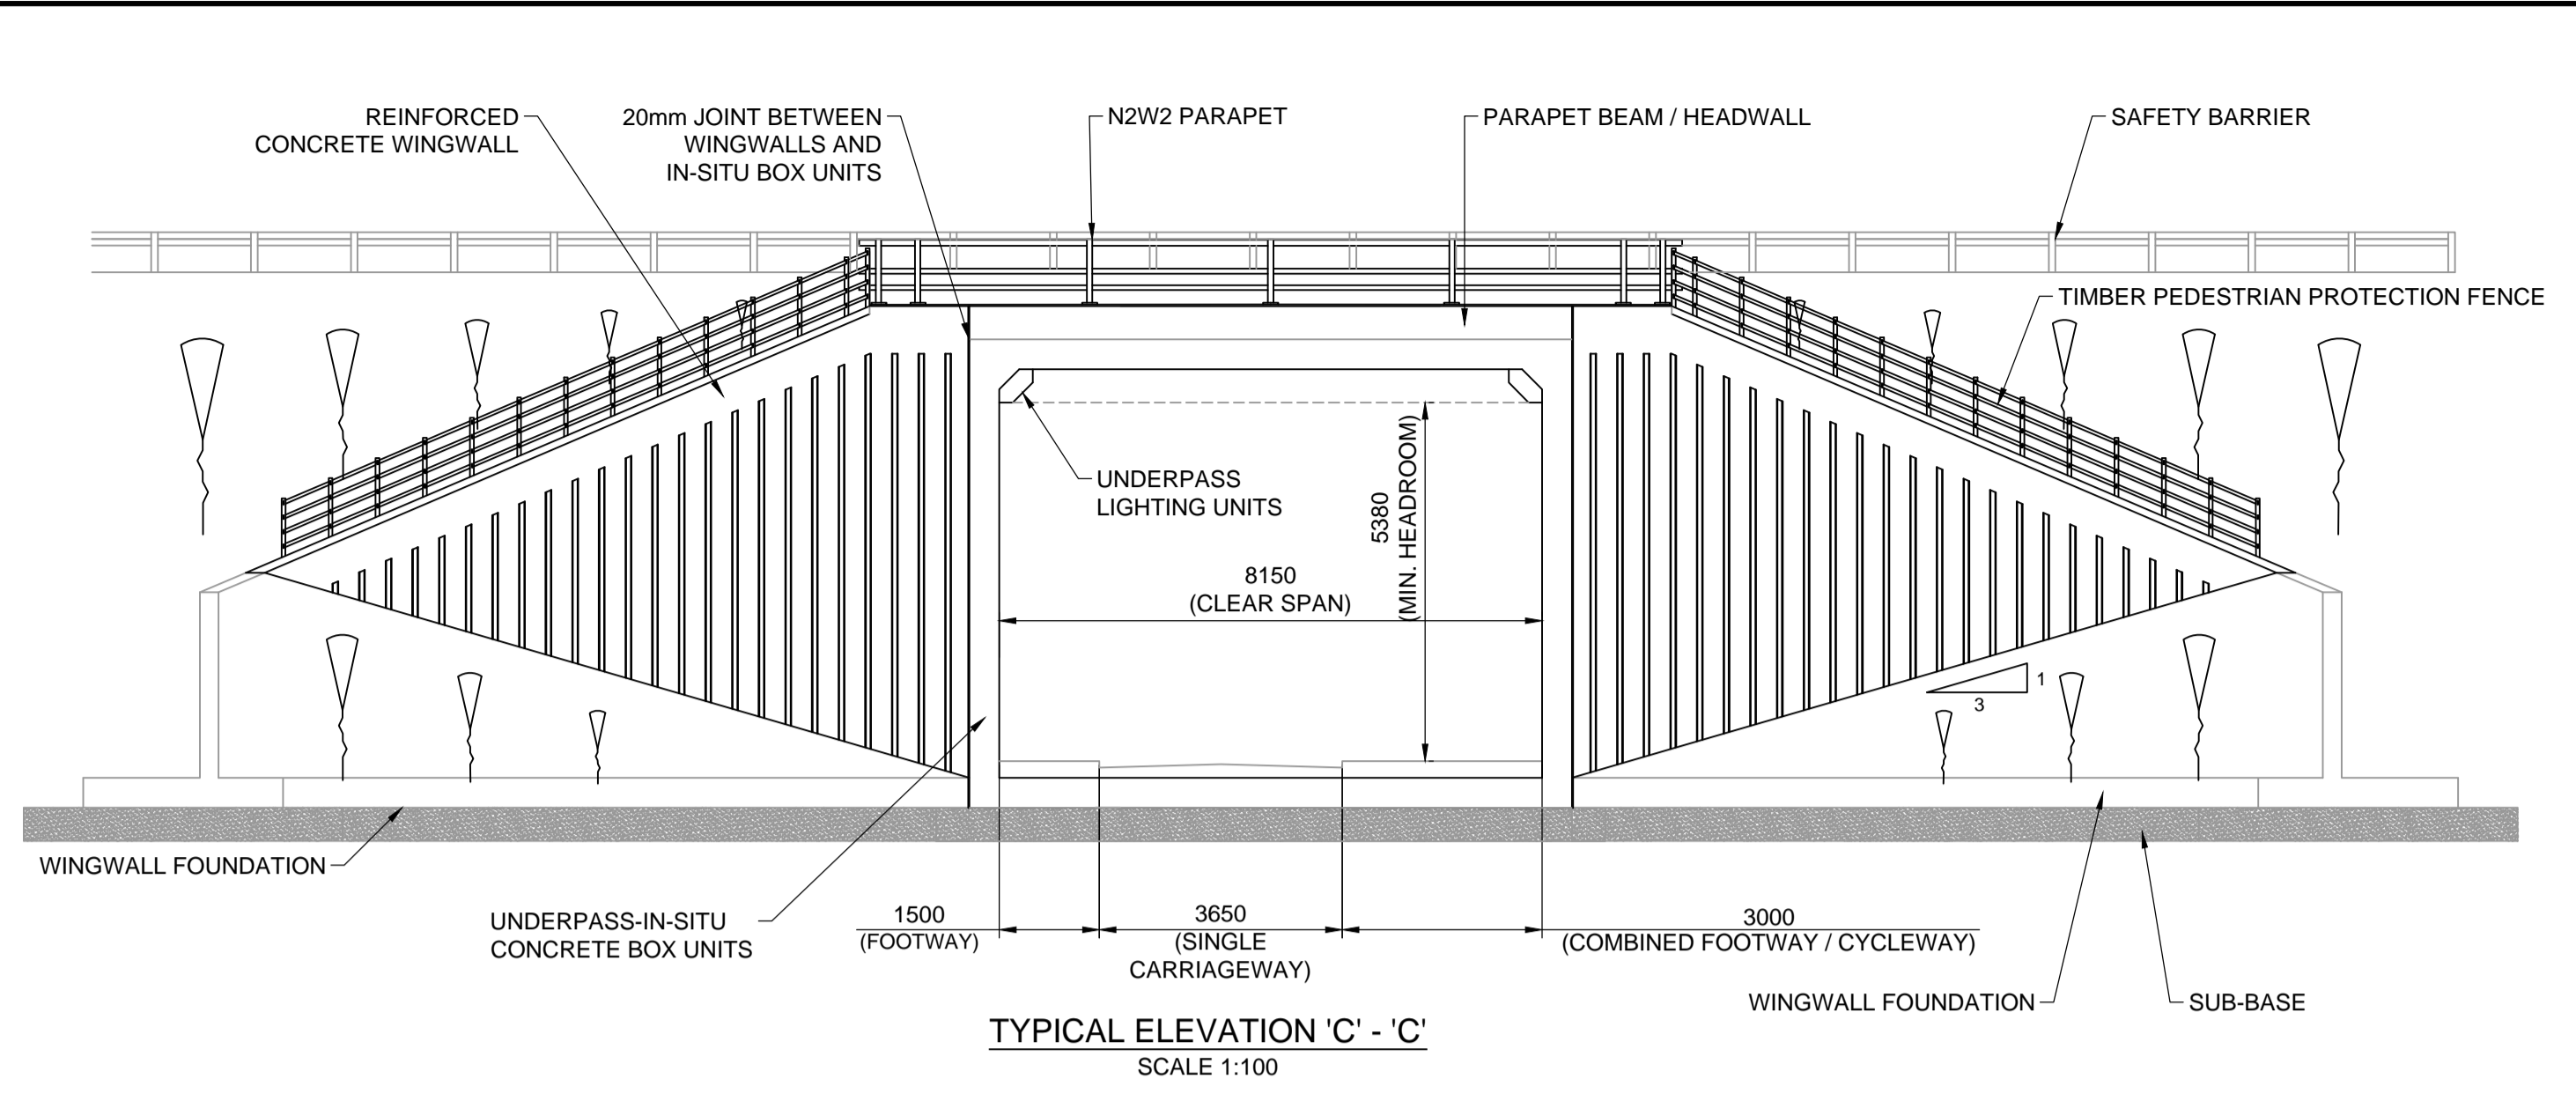 REINFORCED
CONCRETE WINGWALL
20mm JOINT BETWEEN
WINGWALLS AND
IN-SITU BOX UNITS
N2W2 PARAPET
PARAPET BEAM / HEADWALL
SAFETY BARRIER
TIMBER PEDESTRIAN PROTECTION FENCE
UNDERPASS
LIGHTING UNITS
5380
(MIN. HEADROOM)
8150
(CLEAR SPAN)
1
3
WINGWALL FOUNDATION
UNDERPASS-IN-SITU
CONCRETE BOX UNITS
1500
(FOOTWAY)
3650
(SINGLE
CARRIAGEWAY)
3000
(COMBINED FOOTWAY / CYCLEWAY)
WINGWALL FOUNDATION
SUB-BASE
TYPICAL ELEVATION 'C' - 'C'
SCALE 1:100